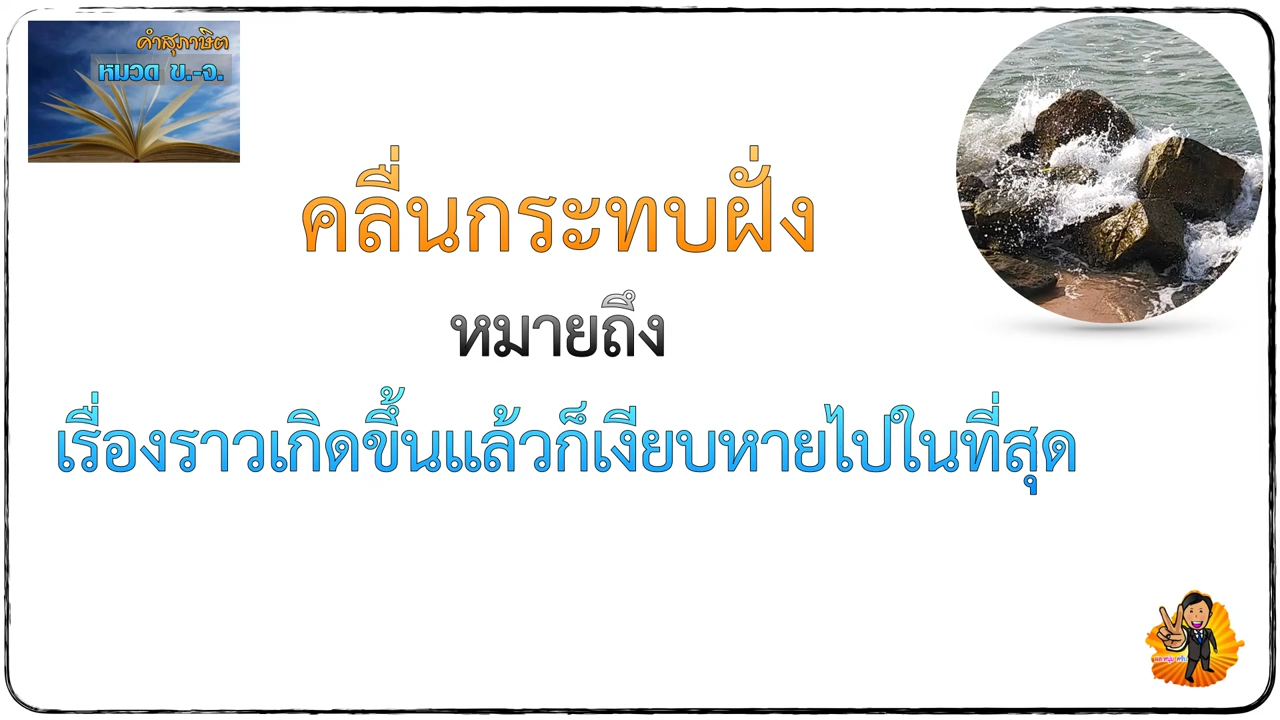 คำสุภาษิต
หมวด ข.-จ.
คลื่นกระทบฝั่ง
หมายถึง
เรื่องราวเกิดขึ้นแล้วก็เงียบหายไปในที่สุด